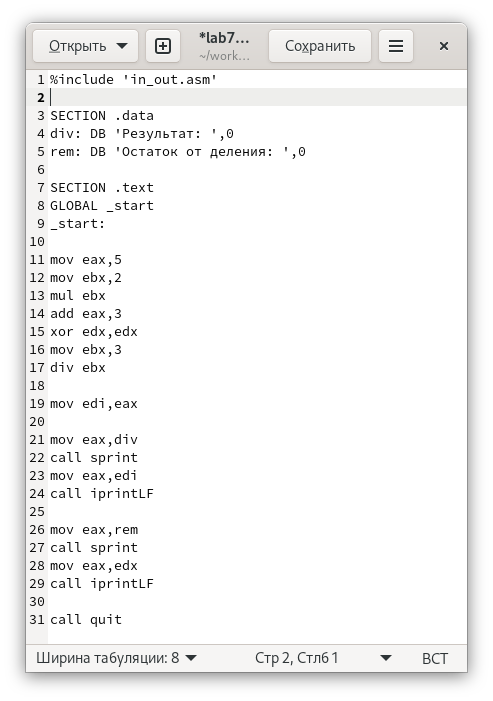 Открыть
*lab7...
~/work...
Сохранить
1 %include 'in_out.asm'
2
3 SECTION .data
4 div: DB 'Результат: ',0
5 rem: DB 'Остаток от деления: ',0
6
7 SECTION .text
8 GLOBAL _start
9 _start:
10
11 mov eax,5
12 mov ebx,2
13 mul ebx
14 add eax,3
15 xor edx,edx
16 mov ebx,3
17 div ebx
18
19 mov edi,eax
20
21 mov eax,div
22 call sprint
23 mov eax,edi
24 call iprintLF
25
26 mov eax,rem
27 call sprint
28 mov eax,edx
29 call iprintLF
30
31 call quit
Ширина табуляции: 8 Стр 2, Стлб 1 ВСТ